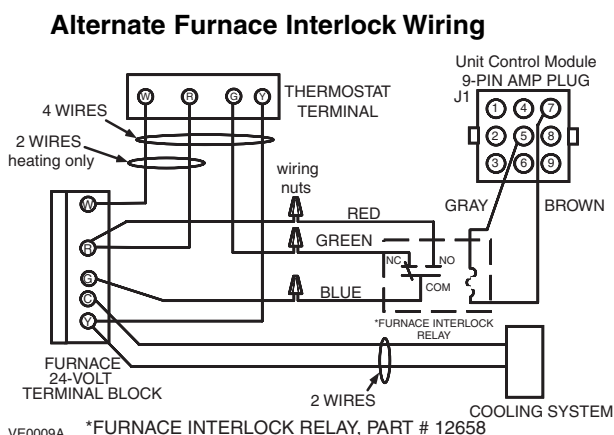 Alternate Furnace Interlock Wiring
Unit Control Module
9-PIN AMP PLUG
J1
1 4 7
2 5 8
3 6 9
W R G Y
THERMOSTAT
TERMINAL
4 WIRES
2 WIRES
heating only
wiring
nuts
GRAY
BROWN
W
R
G
C
Y
RED
GREEN
BLUE
NC
NO
COM
*FURNACE INTERLOCK
RELAY
FURNACE
24-VOLT
TERMINAL BLOCK
2 WIRES
COOLING SYSTEM
VE0009A
*FURNACE INTERLOCK RELAY, PART # 12658